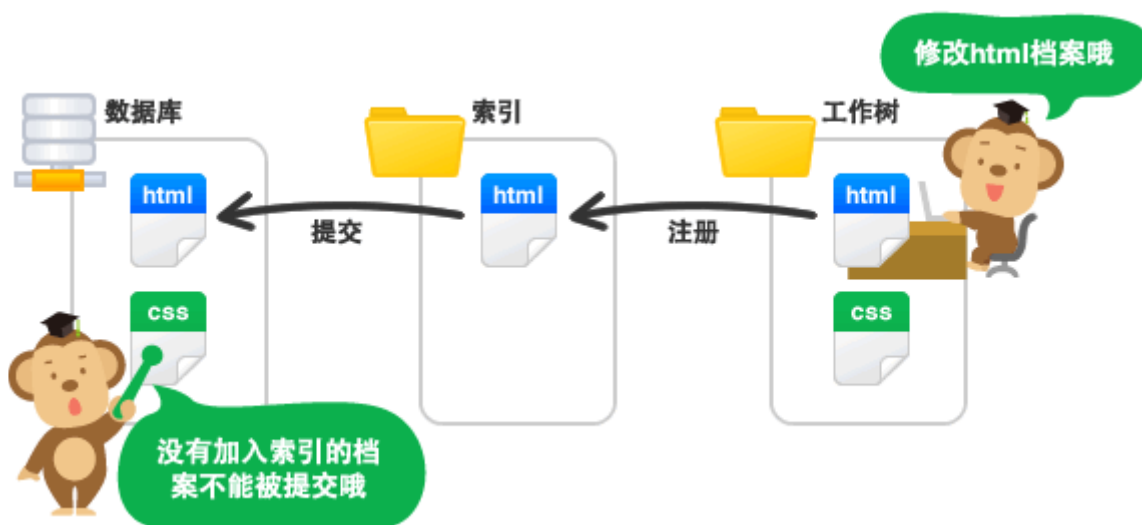 修改html档案哦
数据库
索引
工作树
html
html
html
提交
注册
css
css
没有加入索引的档
案不能被提交哦